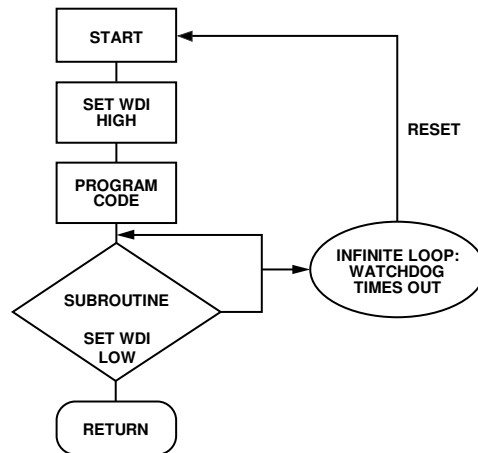 START
SET WDI
HIGH
RESET
PROGRAM
CODE
INFINITE LOOP:
WATCHDOG
TIMES OUT
SUBROUTINE
SET WDI
LOW
RETURN